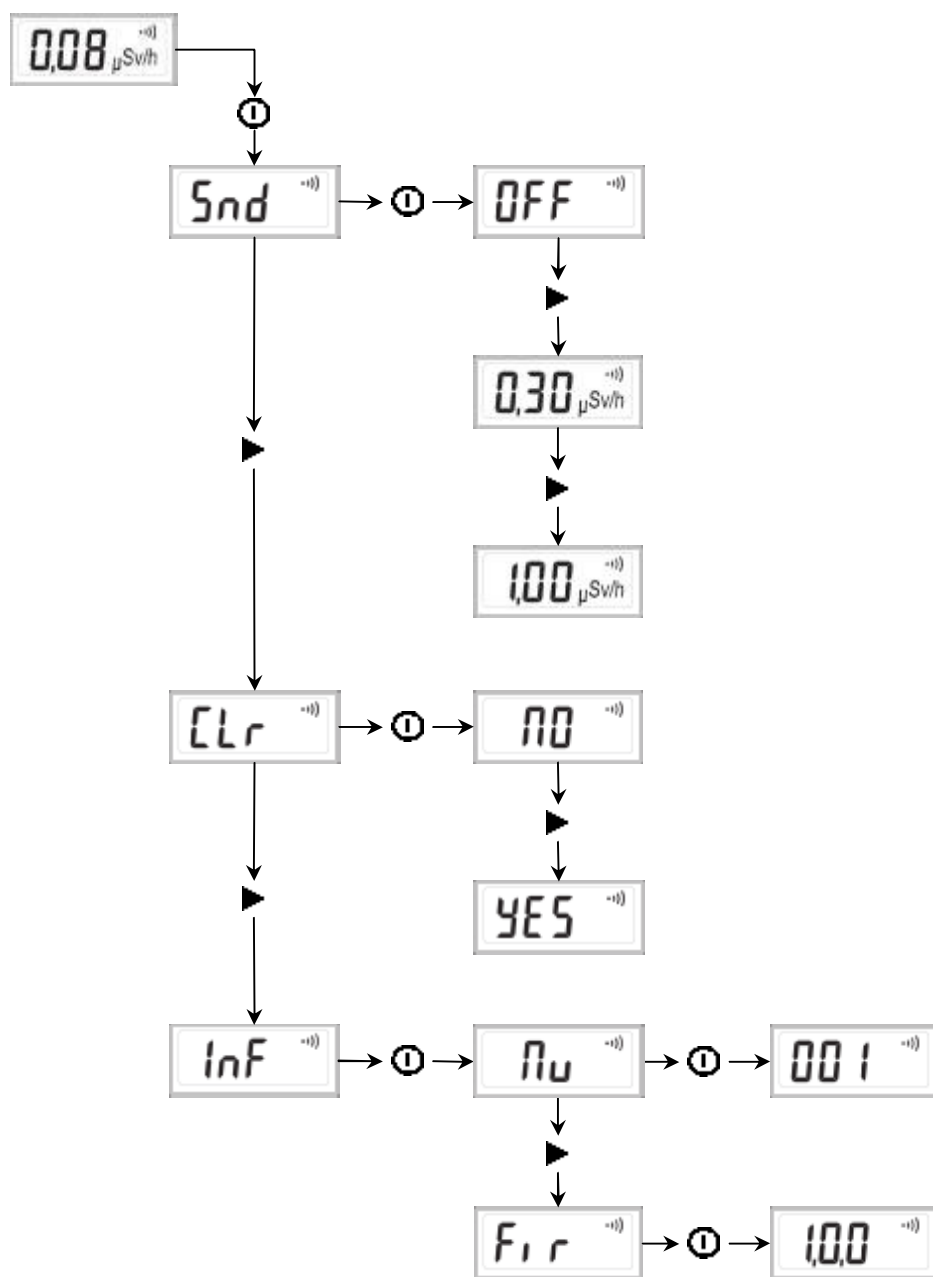 0,08 µSv/h
Snd
OFF
0,30 µSv/h
1,00 µSv/h
CLr
NO
YES
InF
Nu
001
Fir
1,0,0